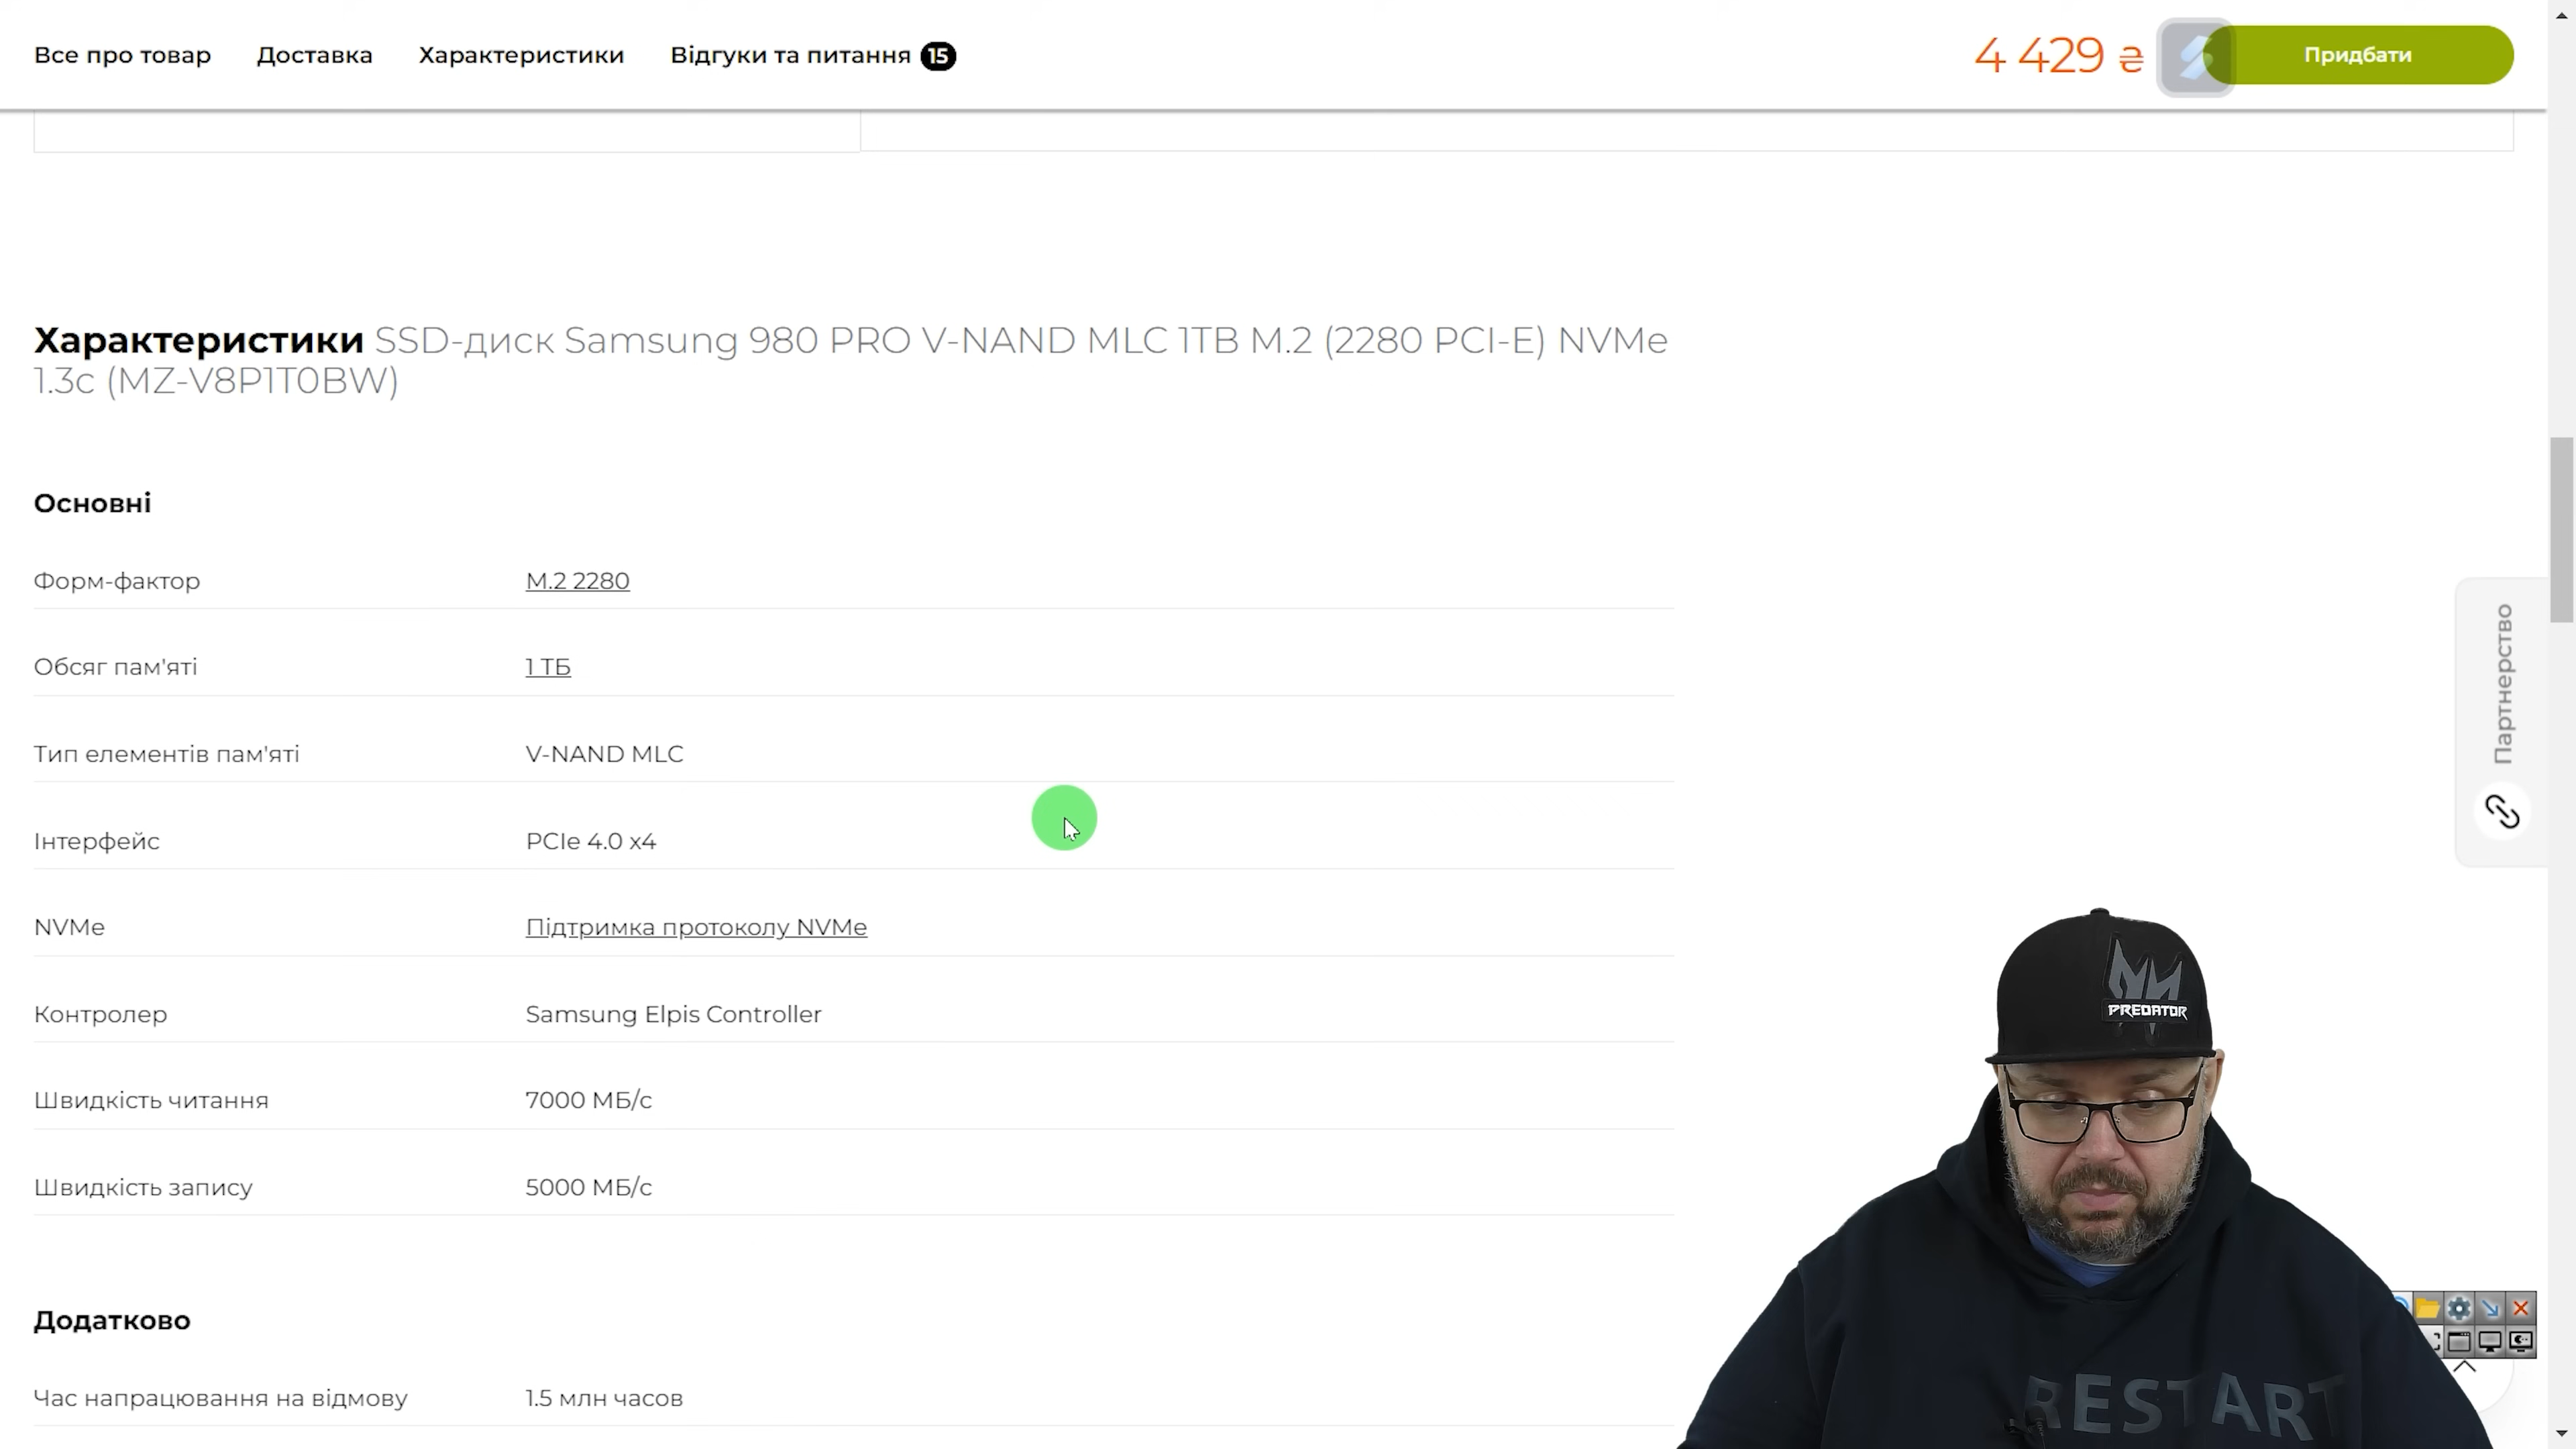 Все про товар Доставка Характеристики Відгуки та питання 15 4 429 ₴ Придбати
Характеристики SSD-диск Samsung 980 PRO V-NAND MLC 1TB M.2 (2280 PCI-E) NVMe
1.3c (MZ-V8P1T0BW)
Основні
Форм-фактор M.2 2280
Обсяг пам'яті 1 ТБ
Тип елементів пам'яті V-NAND MLC
Інтерфейс PCIe 4.0 x4
NVMe Підтримка протоколу NVMe
Контролер Samsung Elpis Controller
Швидкість читання 7000 МБ/с
Швидкість запису 5000 МБ/с
Додатково
Час напрацювання на відмову 1.5 млн часов
Партнерство
PREDATOR
RESTART